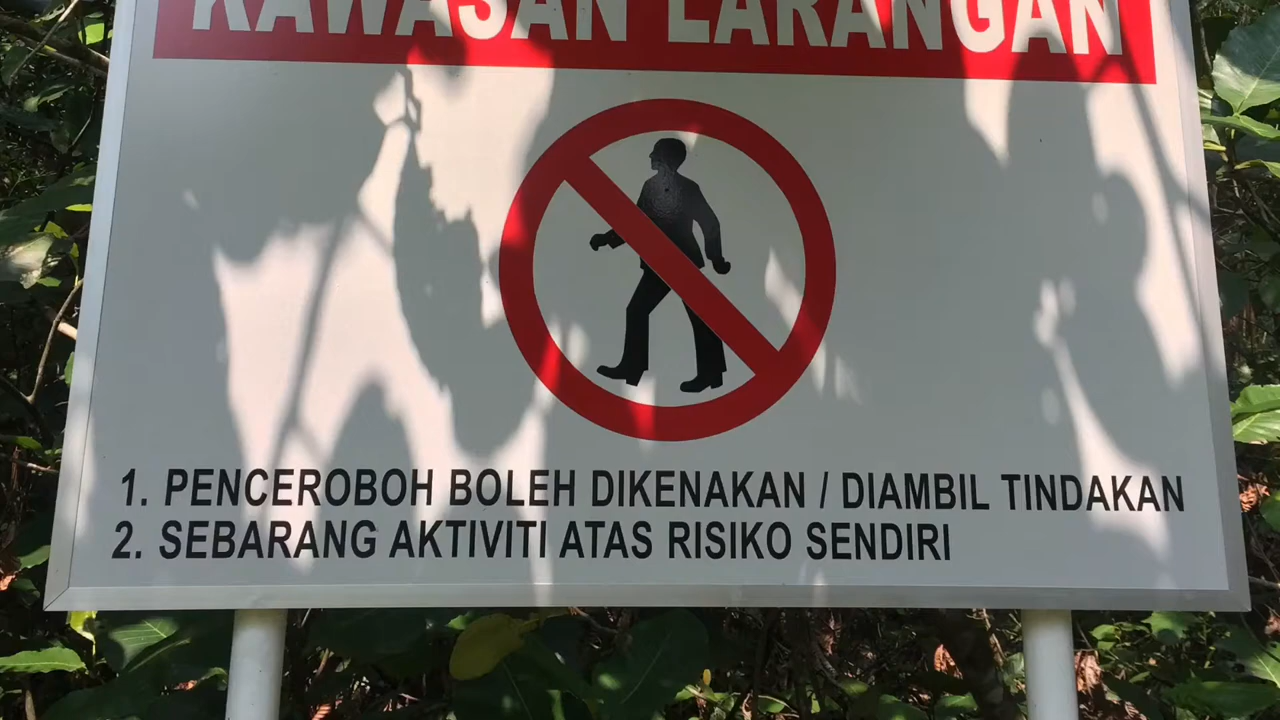 KAWASAN LARANGAN
1. PENCEROBOH BOLEH DIKENAKAN / DIAMBIL TINDAKAN
2. SEBARANG AKTIVITI ATAS RISIKO SENDIRI